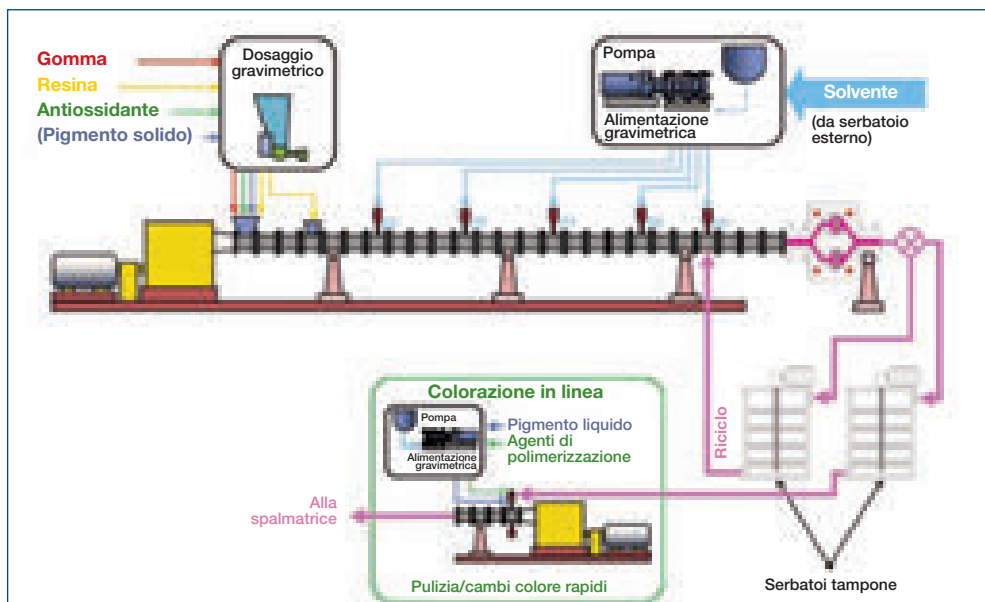 Gomma
Resina
Antiossidante
(Pigmento solido)
Dosaggio
gravimetrico
Pompa
Alimentazione
gravimetrica
Solvente
(da serbatoio
esterno)
Colorazione in linea
Pompa
Alimentazione
gravimetrica
Pigmento liquido
Agenti di
polimerizzazione
Riciclo
Alla
spalmatrice
Pulizia/cambi colore rapidi
Serbatoi tampone